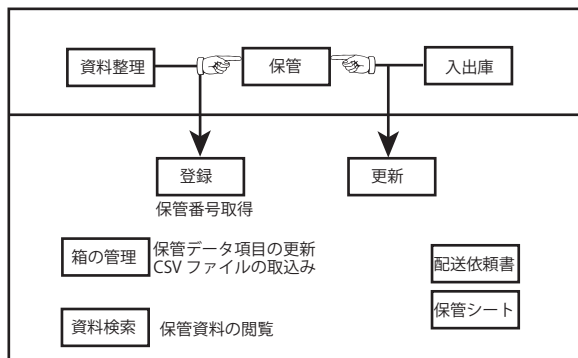 資料整理
保管
入出庫
登録
更新
保管番号取得
箱の管理
保管データ項目の更新
CSV ファイルの取込み
配送依頼書
保管シート
資料検索
保管資料の閲覧